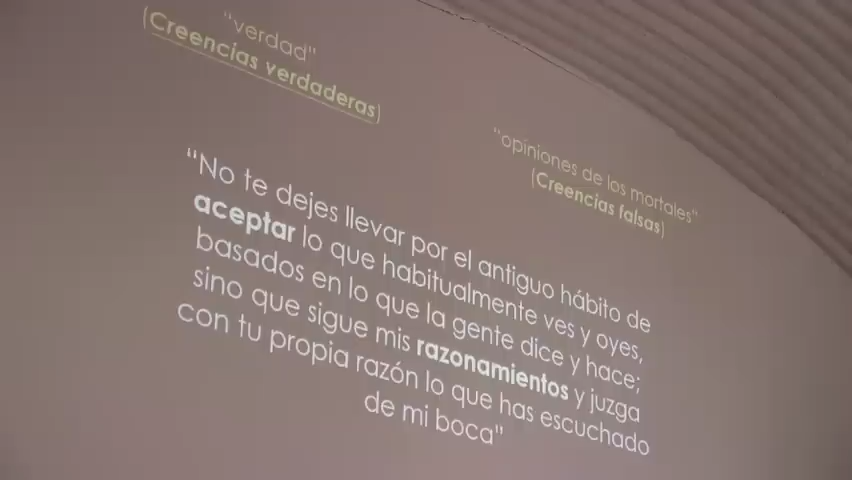 "verdad"
(Creencias verdaderas)
"opiniones de los mortales"
(Creencias falsas)
"No te dejes llevar por el antiguo hábito de
aceptar lo que habitualmente ves y oyes,
basados en lo que la gente dice y hace;
sino que sigue mis razonamientos y juzga
con tu propia razón lo que has escuchado
de mi boca"